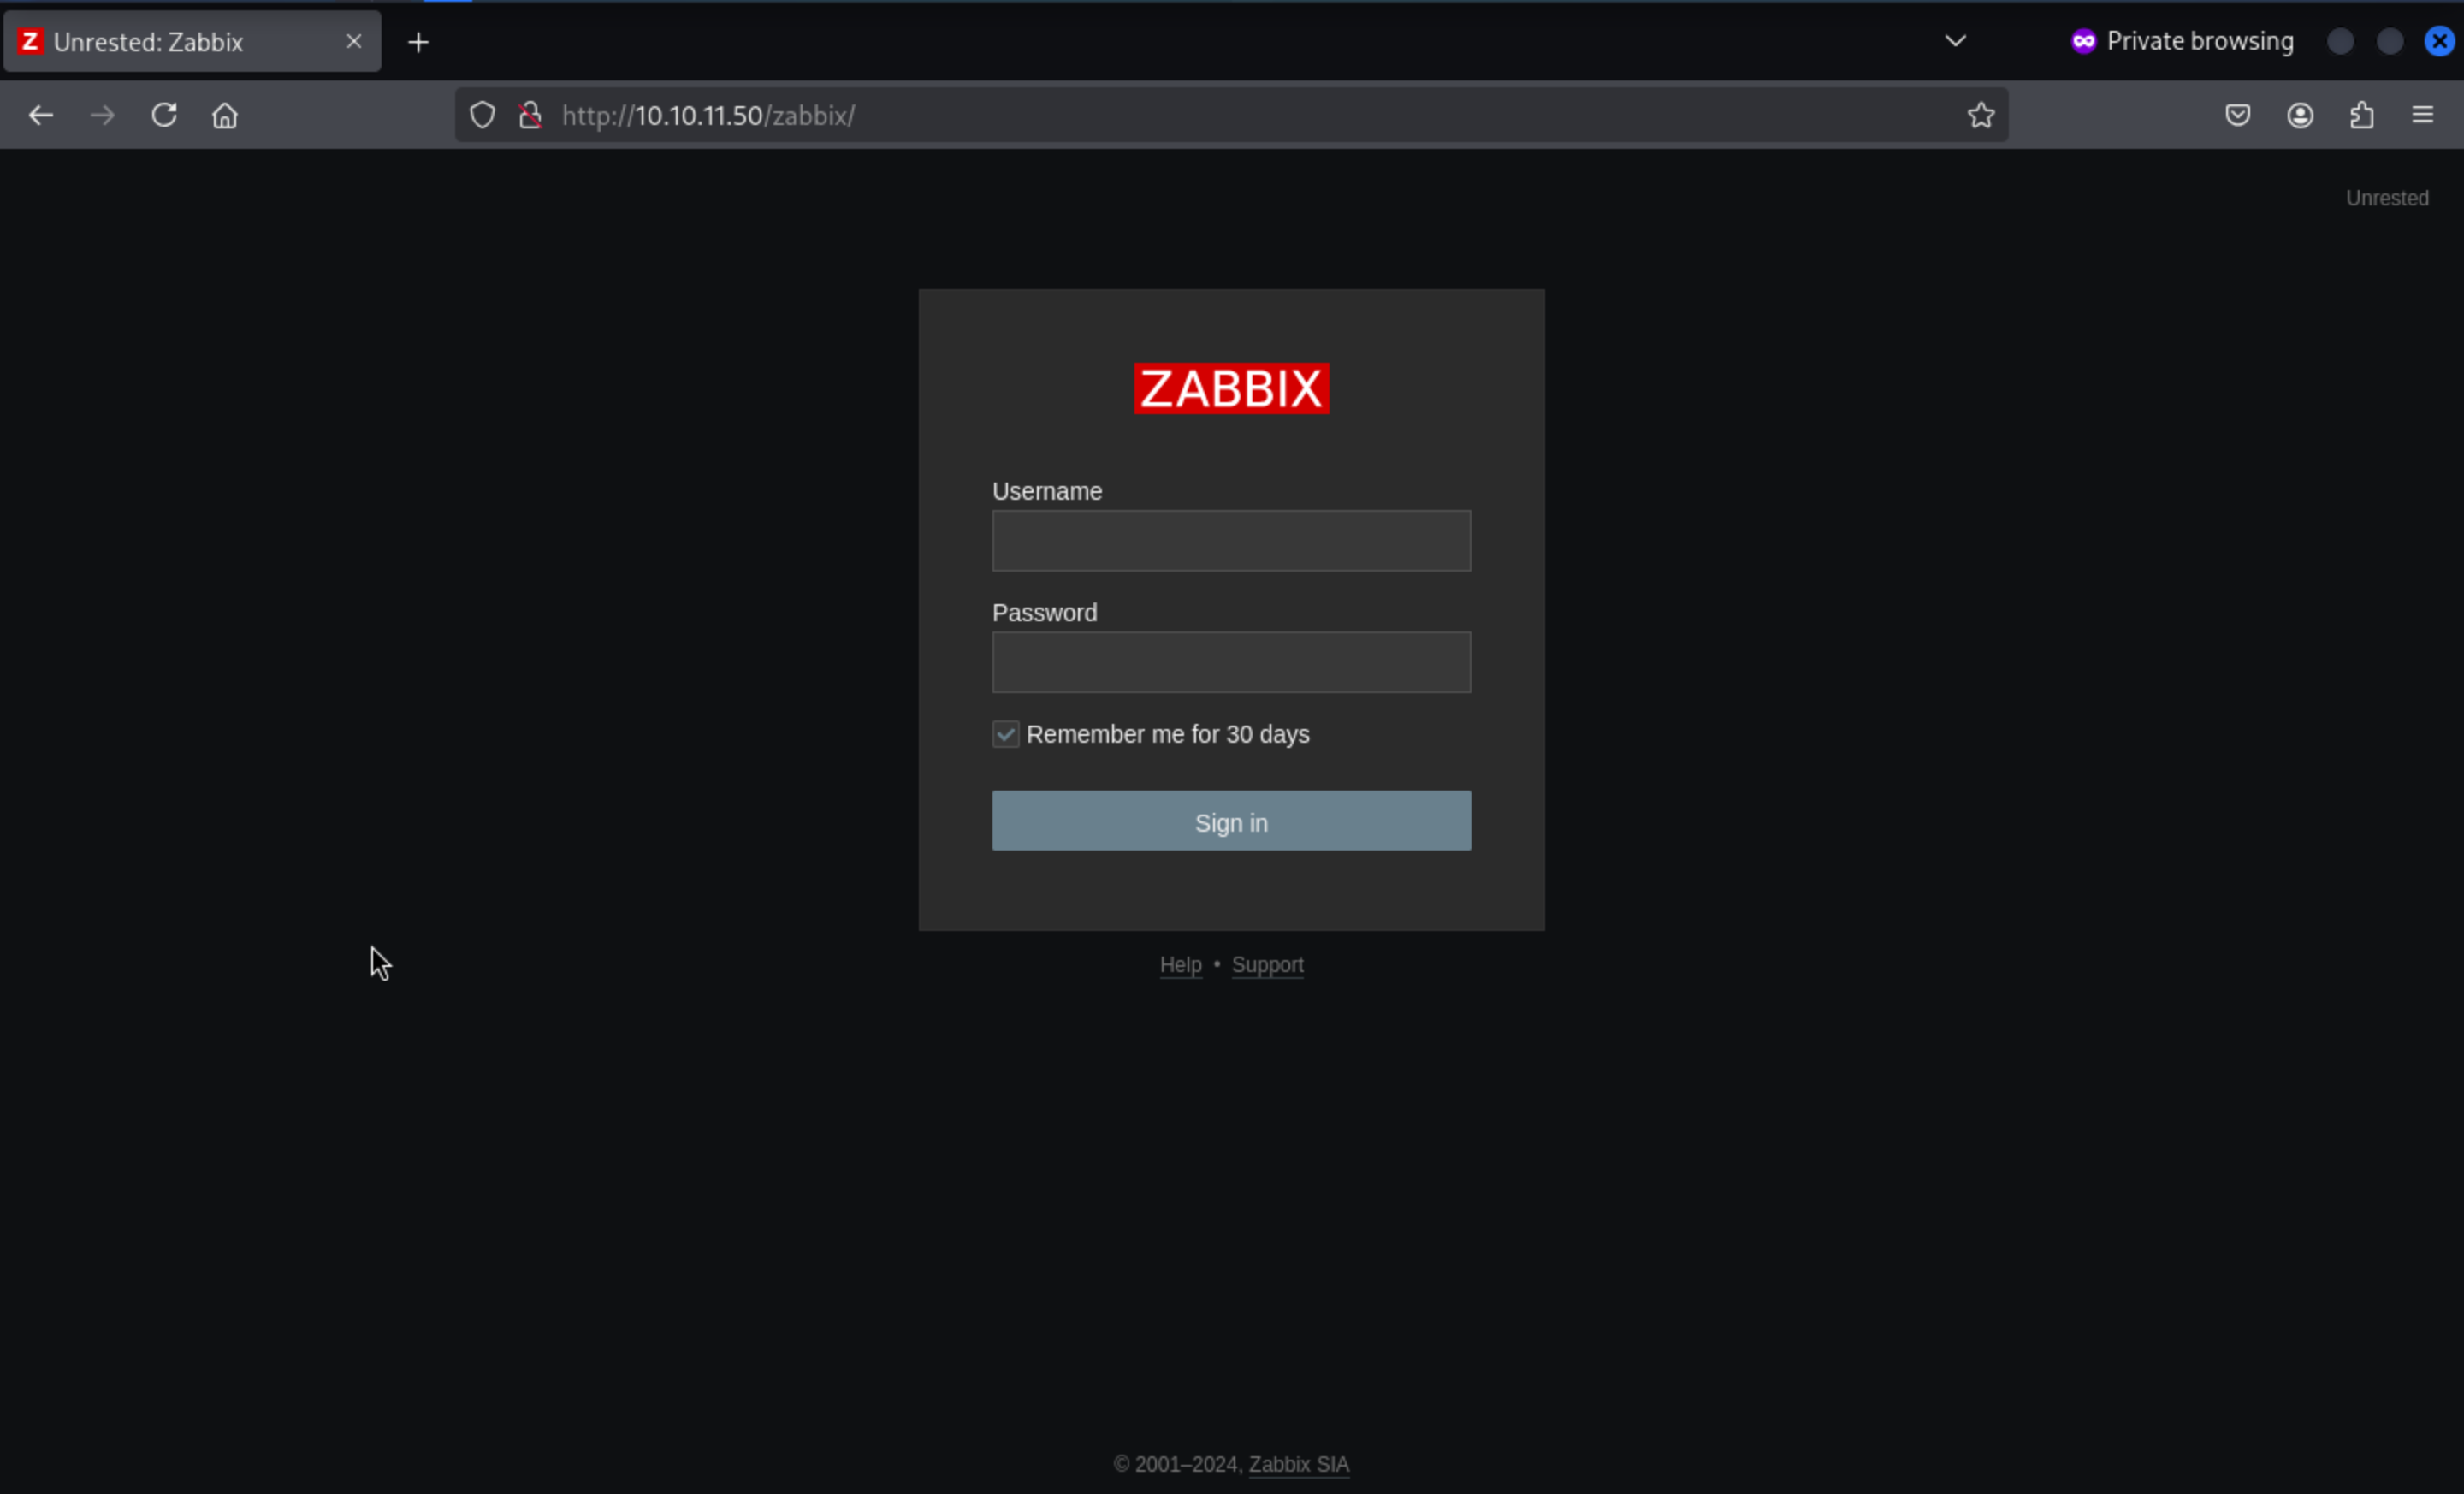 Z Unrested: Zabbix
Private browsing
http://10.10.11.50/zabbix/
Unrested
ZABBIX
Username
Password
Remember me for 30 days
Sign in
Help • Support
© 2001–2024, Zabbix SIA